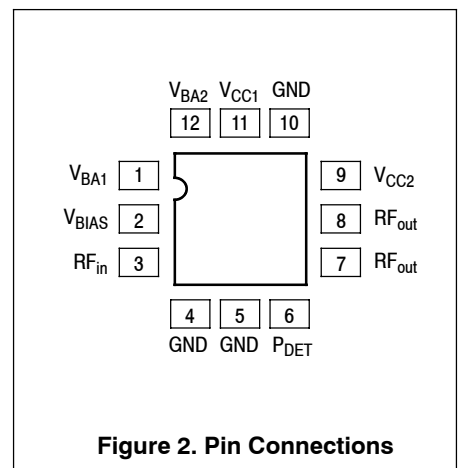 VBA2 VCC1 GND
12 11 10
VBA1 1 9 VCC2
VBIAS 2 8 RFout
RFin 3 7 RFout
4 5 6
GND GND PDET
Figure 2. Pin Connections